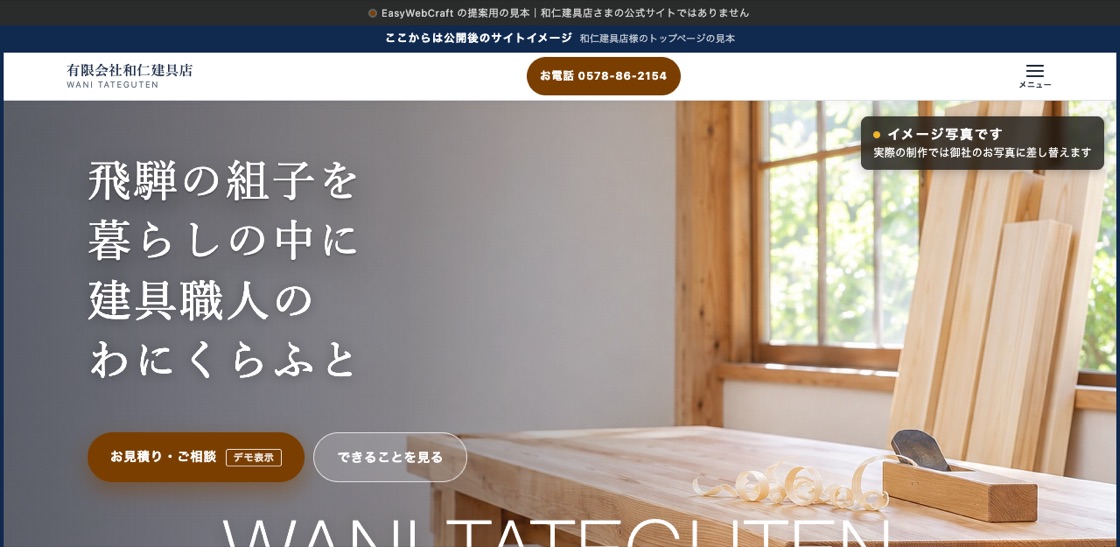 EasyWebCraft の提案用の見本｜和仁建具店さまの公式サイトではありません
ここからは公開後のサイトイメージ 和仁建具店様のトップページの見本
有限会社和仁建具店
WANI TATEGUTEN
お電話 0578-86-2154
メニュー
イメージ写真です
実際の制作では御社のお写真に差し替えます
飛騨の組子を
暮らしの中に
建具職人の
わにくらふと
お見積り・ご相談 デモ表示
できることを見る
WANI TATEGUTEN